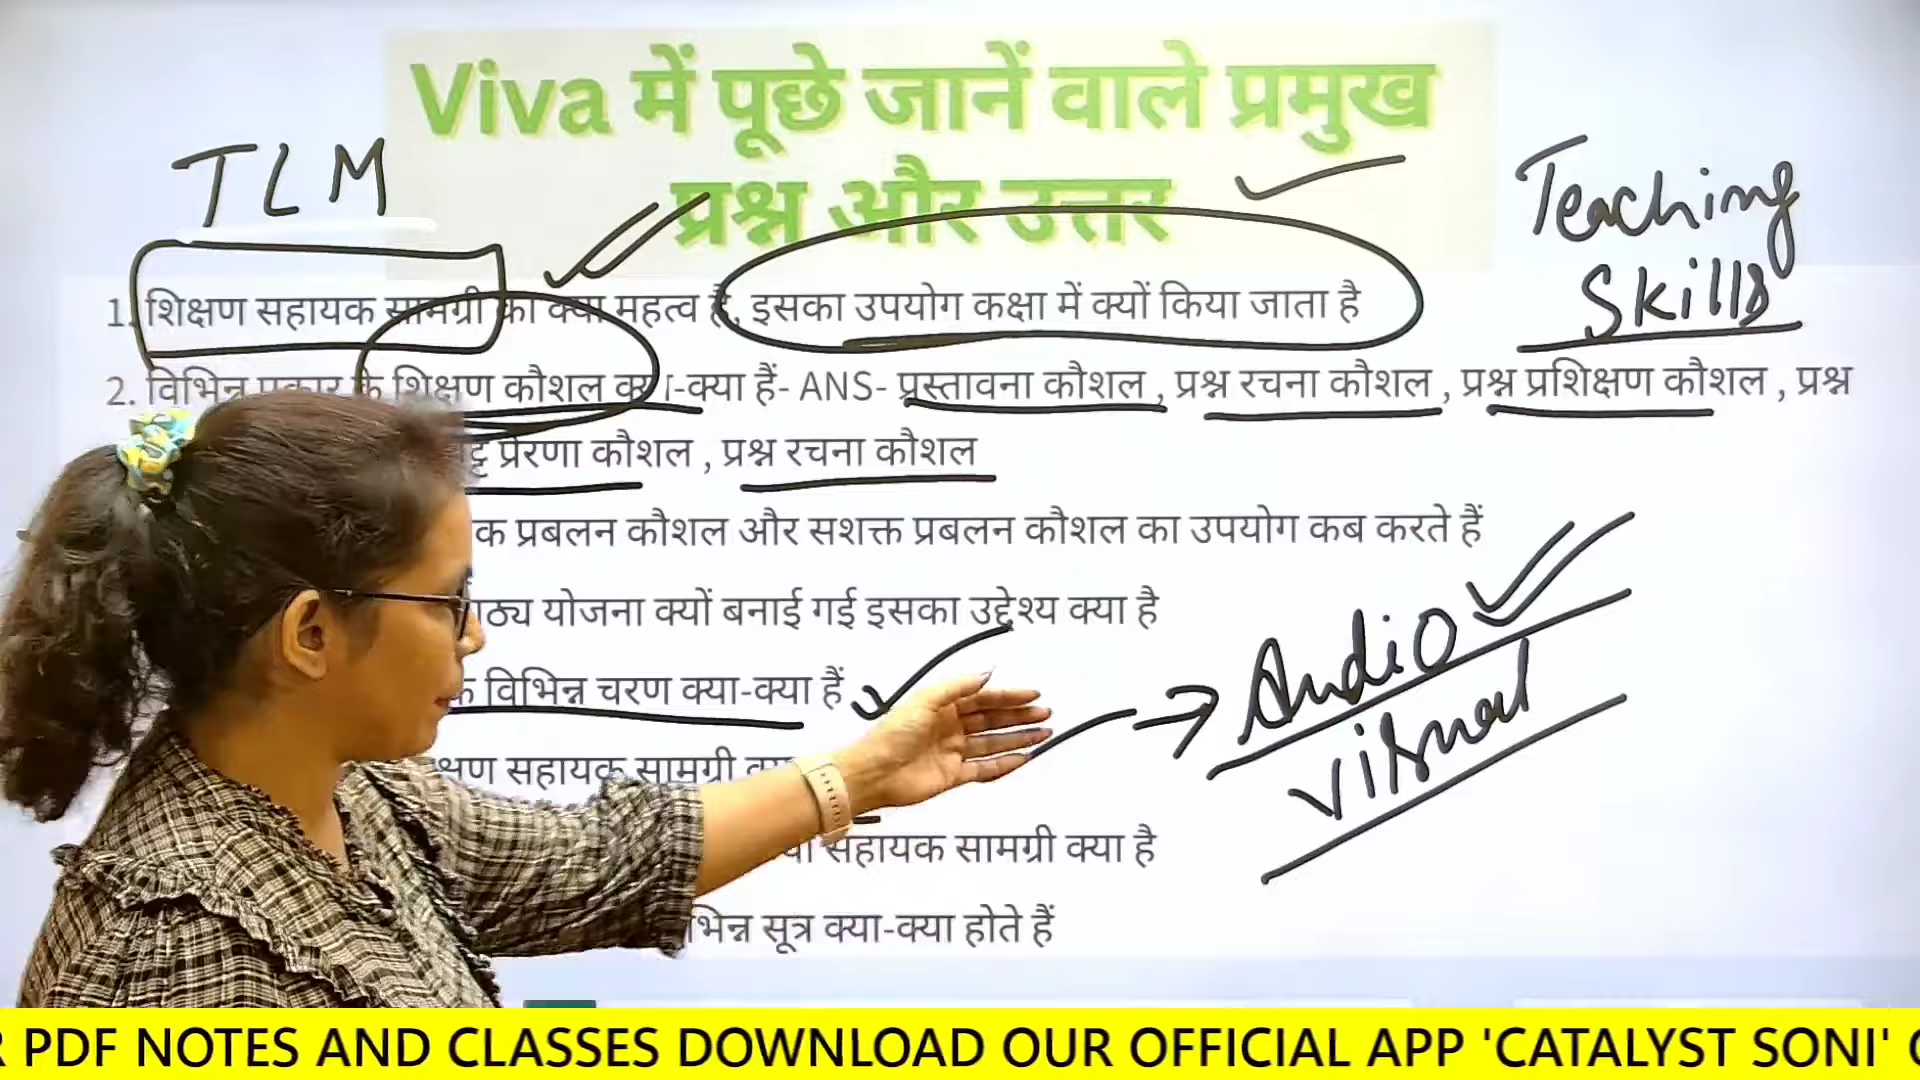 Viva में पूछे जानें वाले प्रमुख
प्रश्न और उत्तर
TLM
Teaching
Skills
1. शिक्षण सहायक सामग्री का क्या महत्व है, इसका उपयोग कक्षा में क्यों किया जाता है
2. विभिन्न प्रकार के शिक्षण कौशल क्या-क्या हैं- ANS- प्रस्तावना कौशल , प्रश्न रचना कौशल , प्रश्न प्रशिक्षण कौशल , प्रश्न
प्रेरणा कौशल , प्रश्न रचना कौशल
प्रबलन कौशल और सशक्त प्रबलन कौशल का उपयोग कब करते हैं
योजना क्यों बनाई गई इसका उद्देश्य क्या है
विभिन्न चरण क्या-क्या हैं
सहायक सामग्री
सहायक सामग्री क्या है
सूत्र क्या-क्या होते हैं
Audio
Visual
PDF NOTES AND CLASSES DOWNLOAD OUR OFFICIAL APP 'CATALYST SONI'